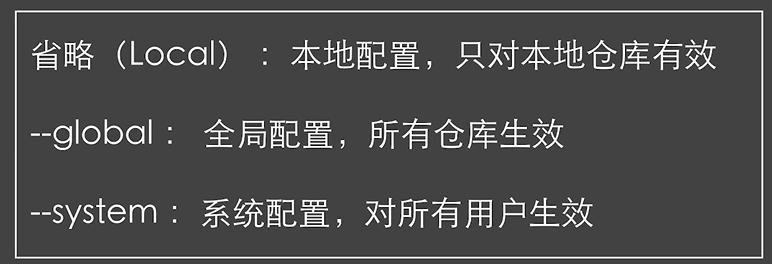 省略（Local）：本地配置，只对本地仓库有效
--global：全局配置，所有仓库生效
--system：系统配置，对所有用户生效